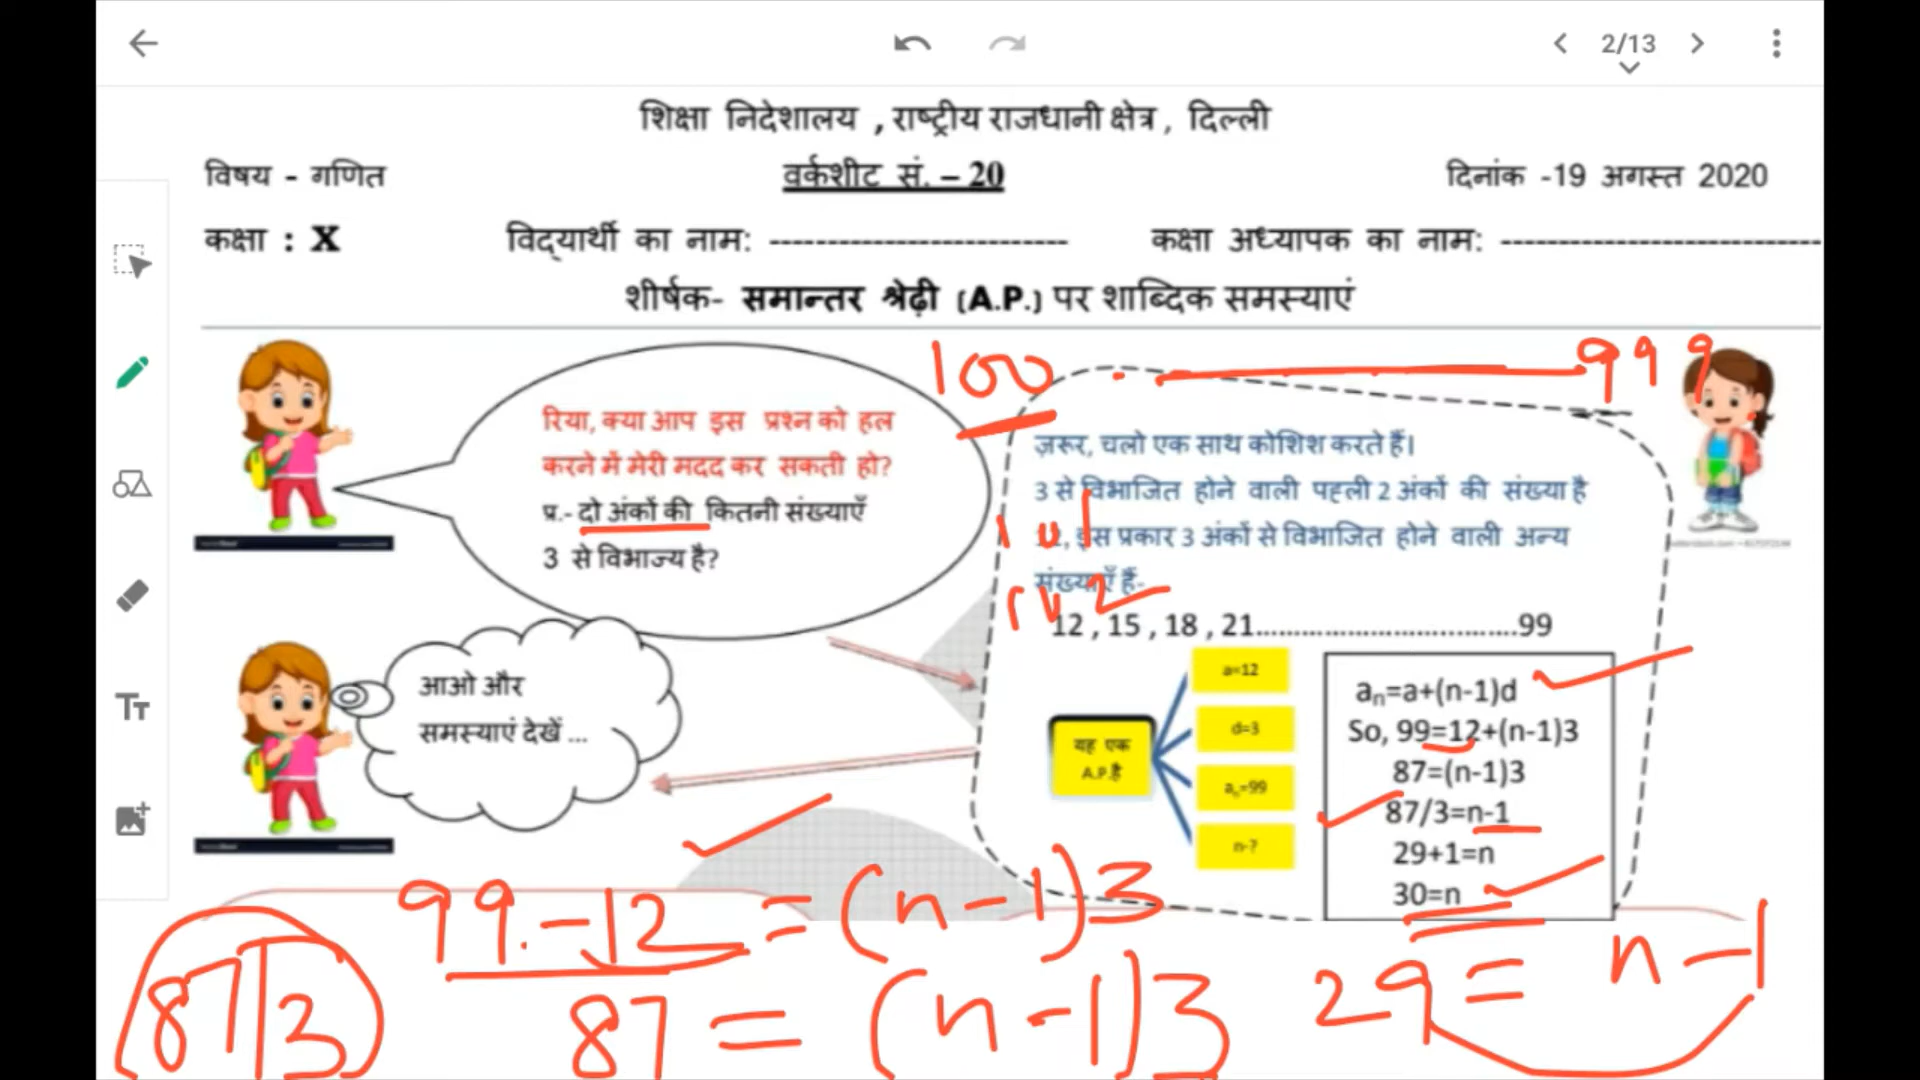 2/13
शिक्षा निदेशालय , राष्ट्रीय राजधानी क्षेत्र , दिल्ली
विषय - गणित
वर्कशीट सं. – 20
दिनांक -19 अगस्त 2020
कक्षा : X
विद्यार्थी का नाम: --------------------------
कक्षा अध्यापक का नाम: ----------------------------
शीर्षक- समान्तर श्रेढ़ी (A.P.) पर शाब्दिक समस्याएं
100 . ——— 999
रिया, क्या आप इस प्रश्न को हल
करने में मेरी मदद कर सकती हो?
प्र.- दो अंकों की कितनी संख्याएँ
3 से विभाज्य है?
ज़रूर, चलो एक साथ कोशिश करते हैं।
3 से विभाजित होने वाली पहली 2 अंकों की संख्या है
12, इस प्रकार 3 अंकों से विभाजित होने वाली अन्य
संख्याएँ हैं-
101
102
12 , 15 , 18 , 21..................................99
आओ और
समस्याएं देखें ...
यह एक
A.P.है
a=12
d=3
aₙ=99
n-?
aₙ=a+(n-1)d
So, 99=12+(n-1)3
87=(n-1)3
87/3=n-1
29+1=n
30=n
99 - 12 = (n-1)3
87/3
87 = (n-1)3
29 = n-1
Tт